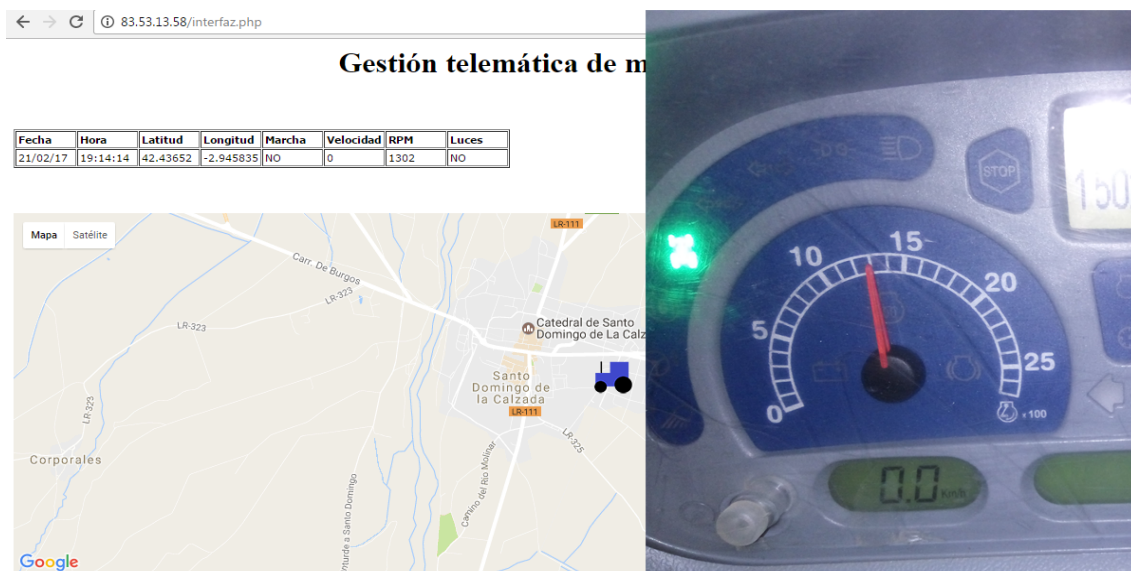 83.53.13.58/interfaz.php
Gestión telemática de m
Fecha Hora Latitud Longitud Marcha Velocidad RPM Luces
21/02/17 19:14:14 42.43652 -2.945835 NO 0 1302 NO
Mapa Satélite
LR-111
Carr. De Burgos
LR-323
LR-323
Catedral de Santo
Domingo de La Calz
Santo
Domingo de
la Calzada
LR-111
LR-323
LR-325
Corporales
Camino del Rio Molinar
nturde a Santo Domingo
Google
STOP
150
0 5 10 15 20 25
x100
0.0 Km/h